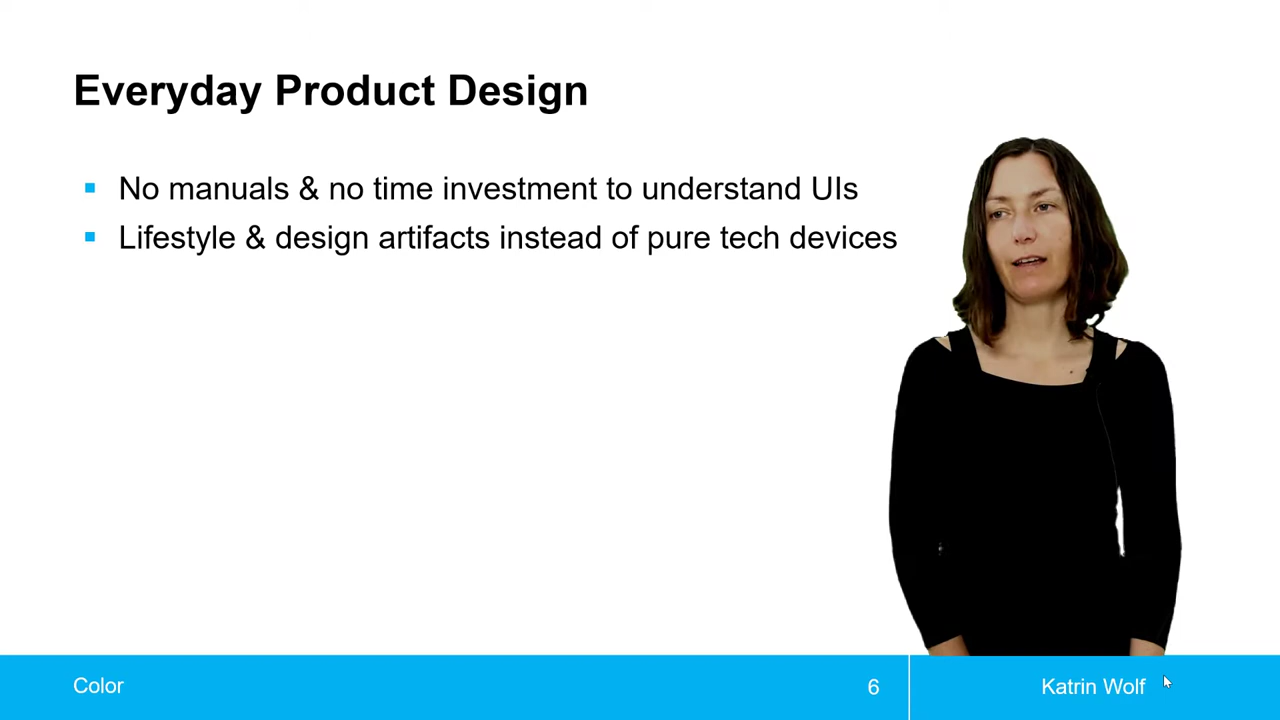 Everyday Product Design
No manuals & no time investment to understand UIs
Lifestyle & design artifacts instead of pure tech devices
Color
6
Katrin Wolf